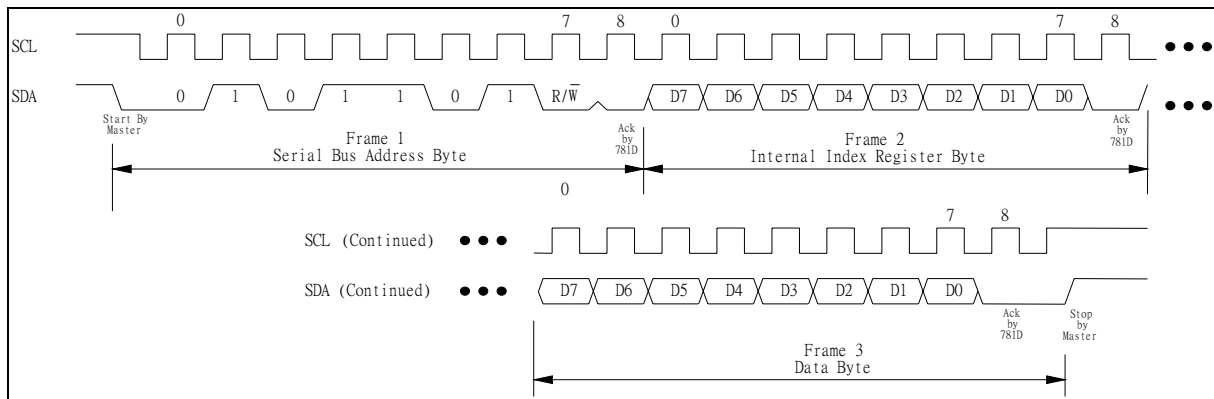 0 7 8 0 7 8
SCL
SDA 0 1 0 1 1 0 1 R/W D7 D6 D5 D4 D3 D2 D1 D0
Start By
Master
Ack
by
781D
Ack
by
781D
Frame 1
Serial Bus Address Byte
Frame 2
Internal Index Register Byte
0 7 8
SCL (Continued)
SDA (Continued) D7 D6 D5 D4 D3 D2 D1 D0
Ack
by
781D
Stop
by
Master
Frame 3
Data Byte